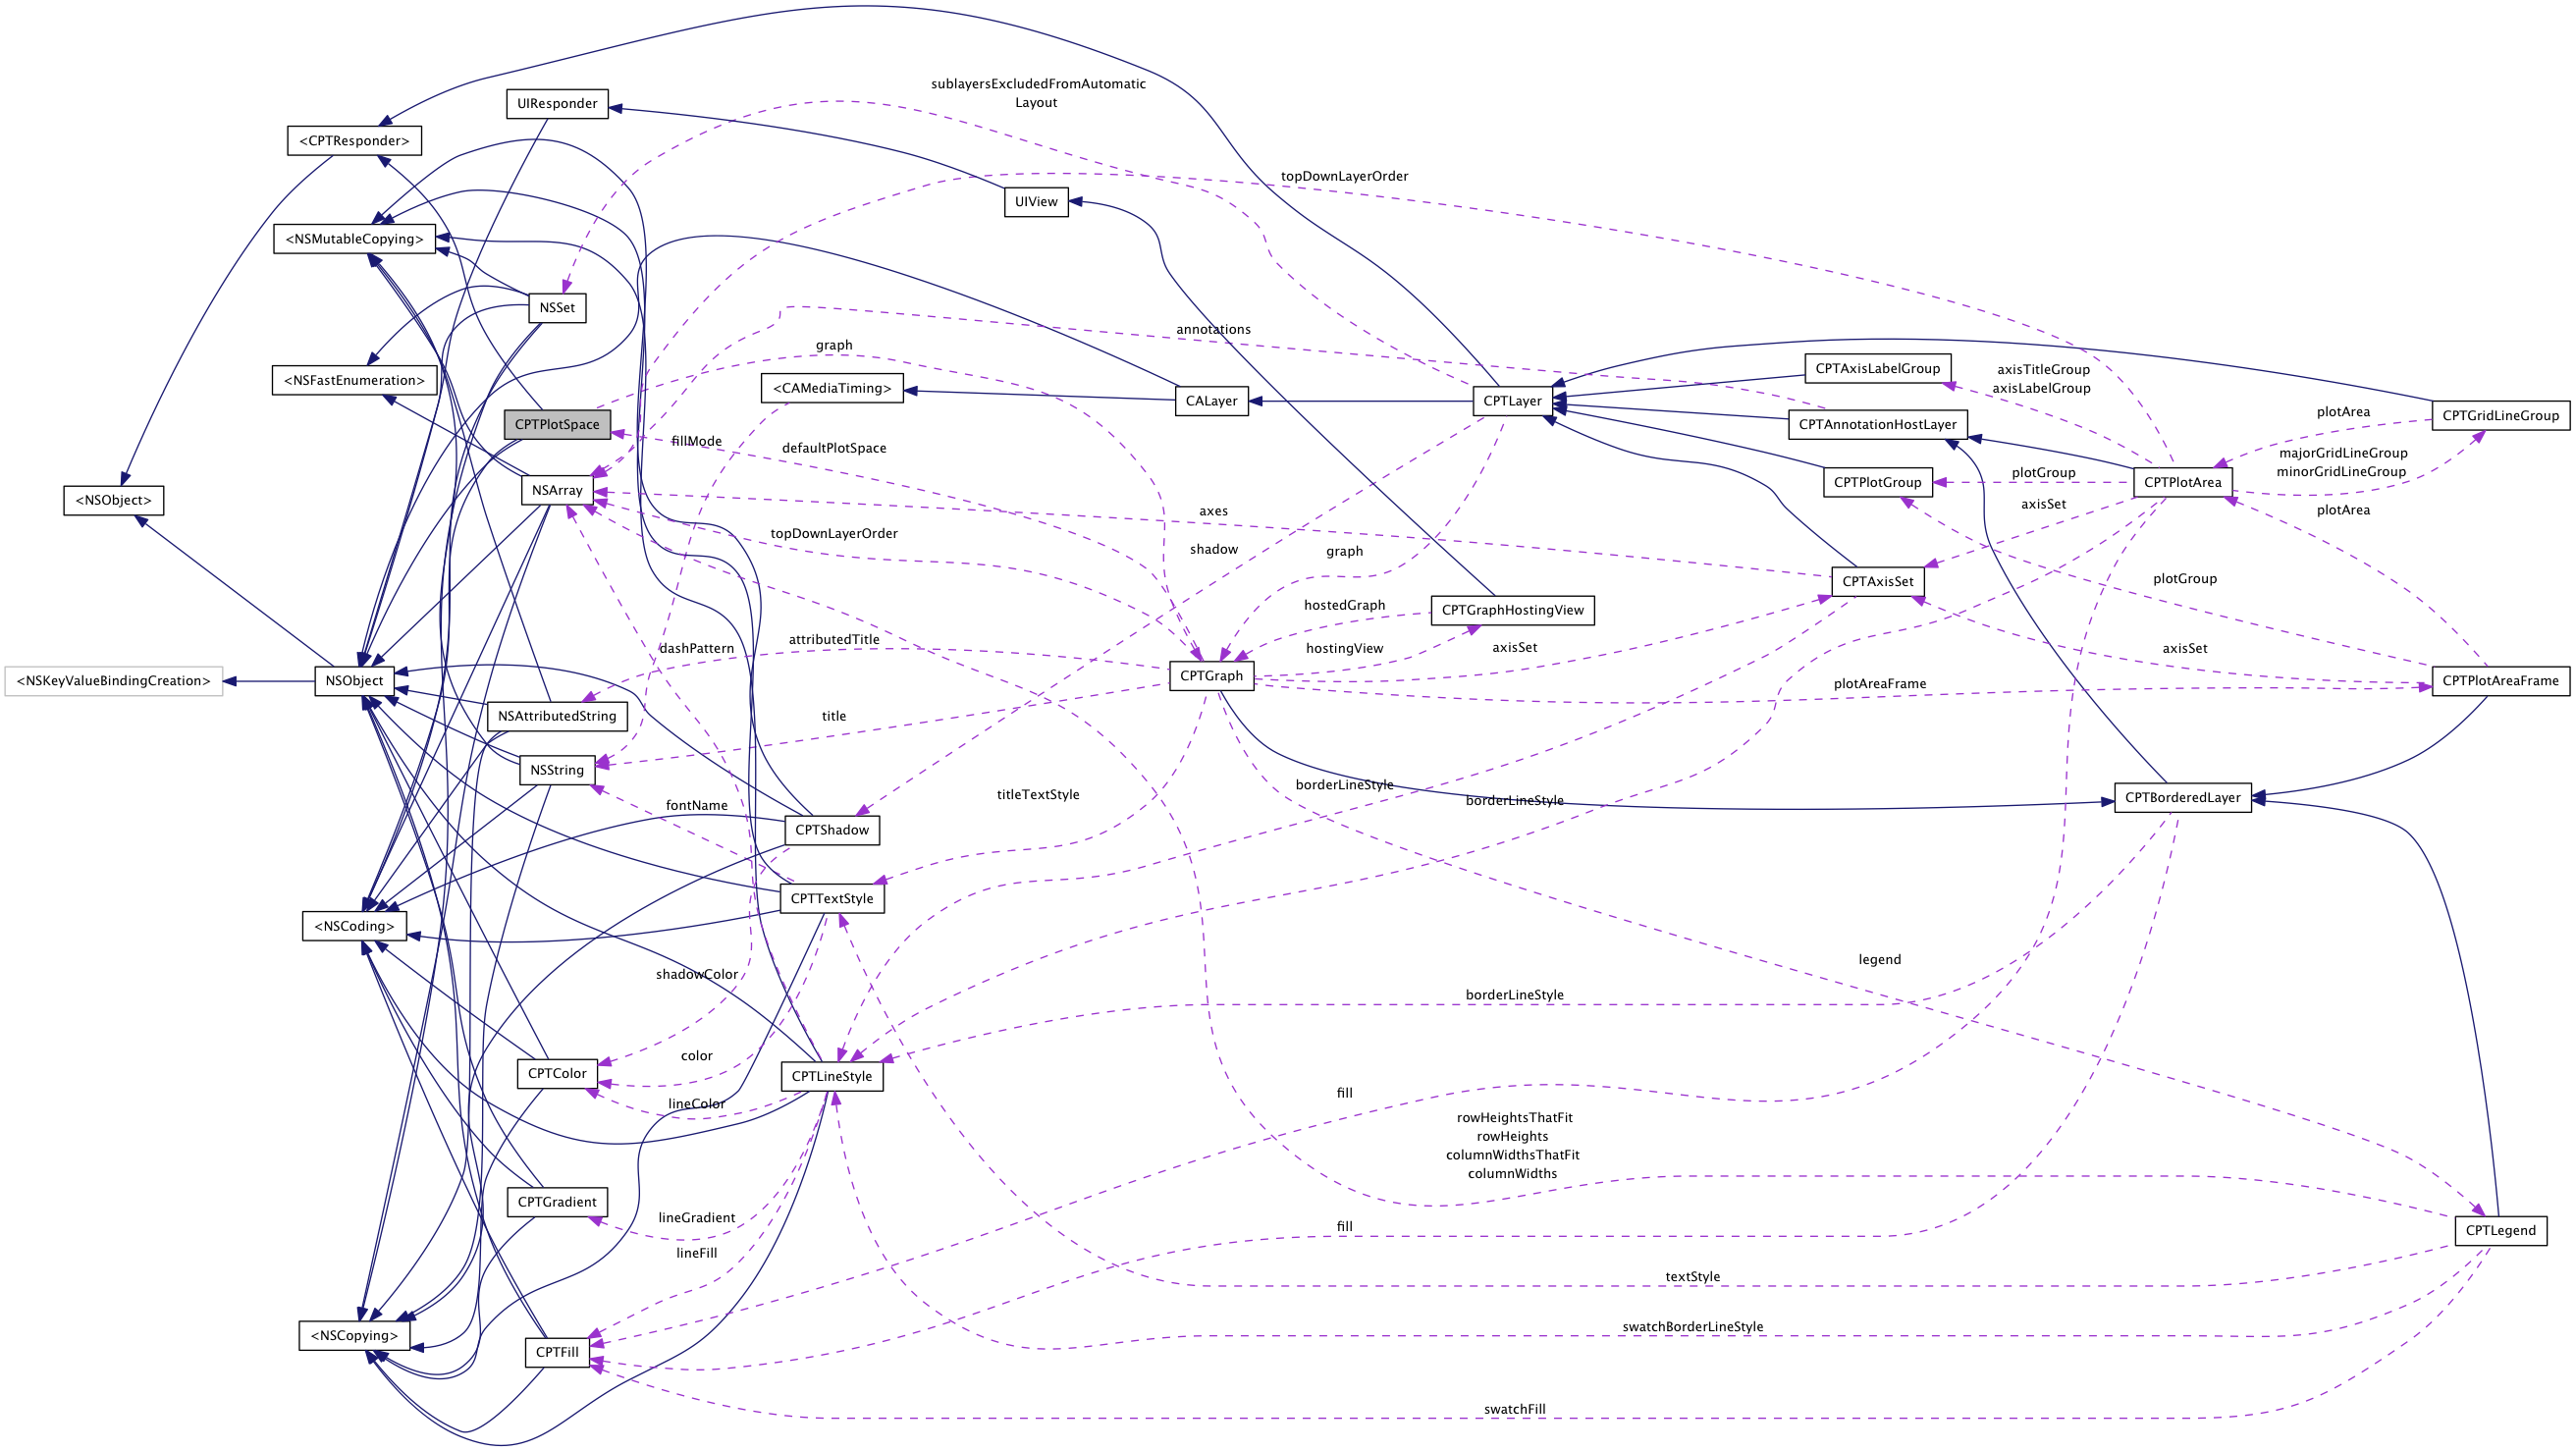 sublayersExcludedFromAutomatic
Layout
UIResponder
<CPTResponder>
topDownLayerOrder
UIView
<NSMutableCopying>
NSSet
annotations
graph
<NSFastEnumeration>
<CAMediaTiming>
CALayer
CPTLayer
CPTAxisLabelGroup
axisTitleGroup
axisLabelGroup
CPTPlotSpace
CPTAnnotationHostLayer
plotArea
CPTGridLineGroup
fillMode
defaultPlotSpace
majorGridLineGroup
minorGridLineGroup
plotGroup
CPTPlotGroup
CPTPlotArea
NSArray
<NSObject>
axes
axisSet
plotArea
topDownLayerOrder
shadow
graph
CPTAxisSet
plotGroup
hostedGraph
CPTGraphHostingView
attributedTitle
dashPattern
hostingView
axisSet
axisSet
<NSKeyValueBindingCreation>
NSObject
CPTGraph
plotAreaFrame
CPTPlotAreaFrame
NSAttributedString
title
NSString
fontName
borderLineStyle
titleTextStyle
borderLineStyle
CPTBorderedLayer
CPTShadow
CPTTextStyle
<NSCoding>
legend
shadowColor
borderLineStyle
color
CPTColor
CPTLineStyle
lineColor
fill
rowHeightsThatFit
rowHeights
columnWidthsThatFit
columnWidths
CPTGradient
lineGradient
fill
CPTLegend
lineFill
textStyle
<NSCopying>
CPTFill
swatchBorderLineStyle
swatchFill